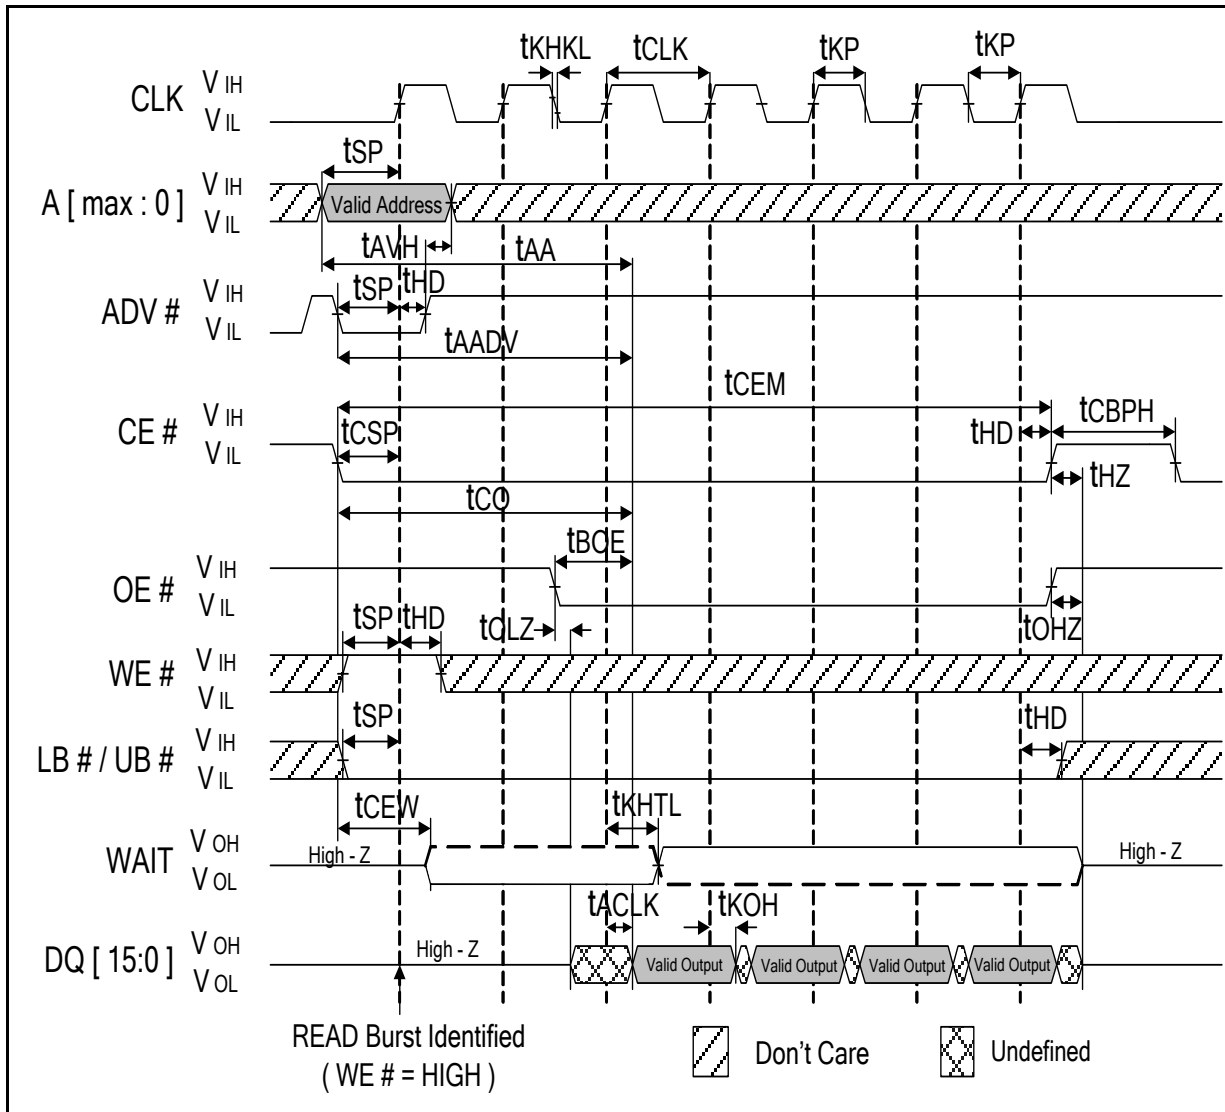 tKHKL tCLK tKP tKP
CLK V IH
V IL
tSP
A [ max : 0 ] V IH
V IL
Valid Address
tAVH tAA
ADV # V IH
V IL
tSP tHD
tAADV
tCEM
CE # V IH
V IL
tCSP tHD tCBPH
tHZ
tCO
tBOE
OE # V IH
V IL
tSP tHD tOLZ tOHZ
WE # V IH
V IL
tSP tHD
LB # / UB # V IH
V IL
tCEW tKHTL
WAIT V OH
V OL
High - Z High - Z
tACLK tKOH
DQ [ 15:0 ] V OH
V OL
High - Z
Valid Output Valid Output Valid Output Valid Output
READ Burst Identified
( WE # = HIGH )
Don't Care Undefined